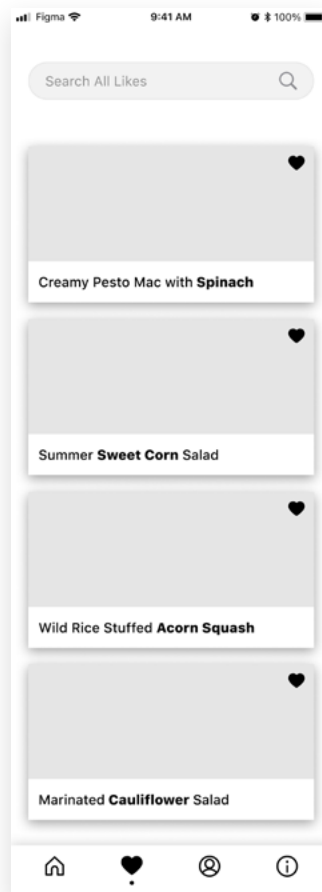 Figma 9:41 AM 100%
Search All Likes
Creamy Pesto Mac with Spinach
Summer Sweet Corn Salad
Wild Rice Stuffed Acorn Squash
Marinated Cauliflower Salad